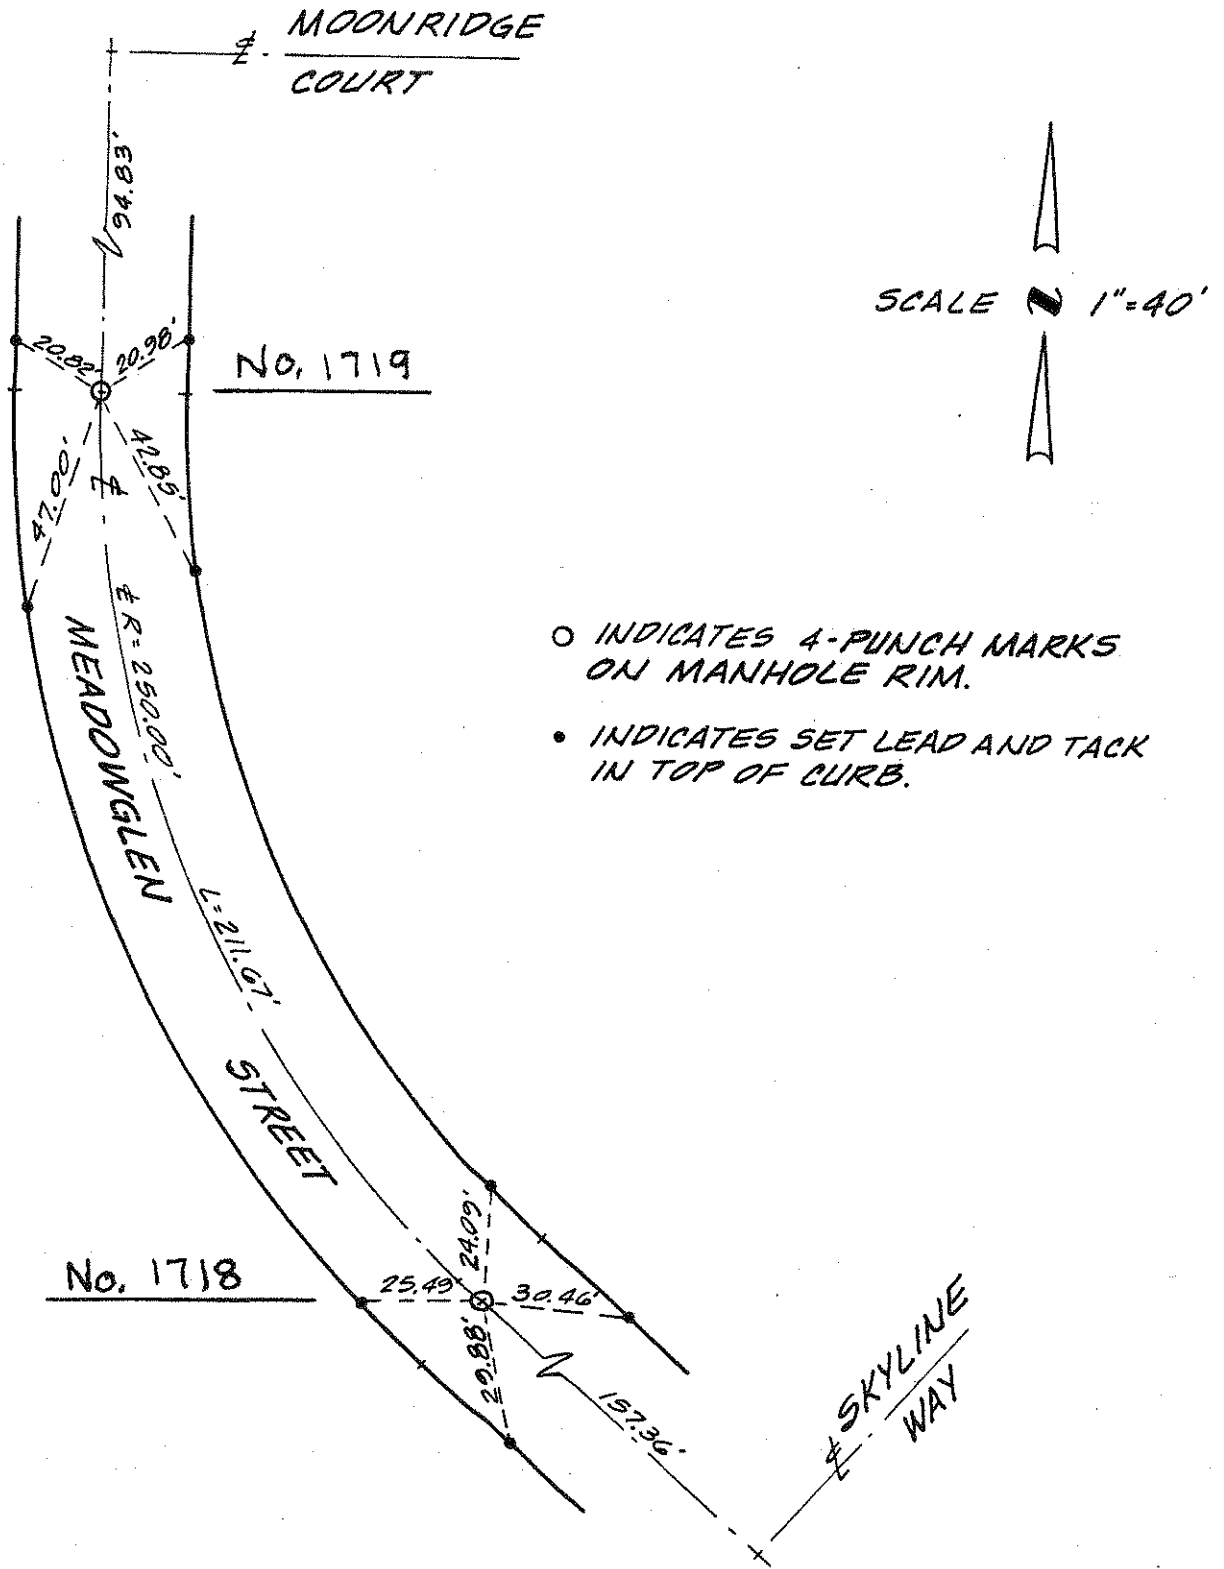 ℄ MOONRIDGE
COURT
94.83'
SCALE N 1"=40'
20.82'
20.98'
No. 1719
47.00'
42.85'
℄
℄ R=250.00'
MEADOWGLEN
STREET
L=211.67'
O INDICATES 4-PUNCH MARKS
ON MANHOLE RIM.
• INDICATES SET LEAD AND TACK
IN TOP OF CURB.
No. 1718
25.49'
24.09'
30.46'
29.88'
157.36'
℄ SKYLINE
WAY